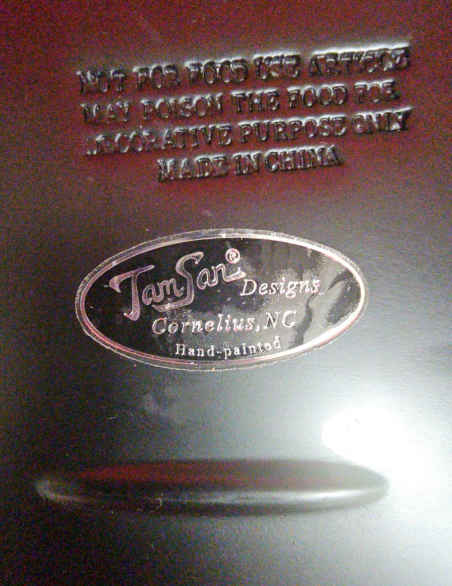 NOT FOR FOOD USE ARTICLE
MAY POISON THE FOOD FOR
DECORATIVE PURPOSE ONLY
MADE IN CHINA
TamSan®
Designs
Cornelius, NC
Hand-painted